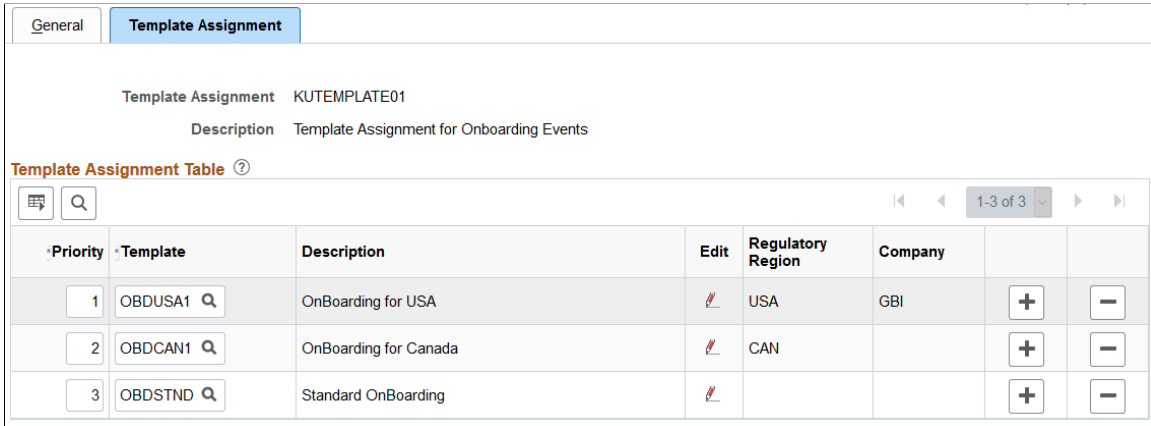 General Template Assignment
Template Assignment KUTEMPLATE01
Description Template Assignment for Onboarding Events
Template Assignment Table ?
1-3 of 3
*Priority *Template Description Edit Regulatory Region Company
1 OBDUSA1 OnBoarding for USA USA GBI
2 OBDCAN1 OnBoarding for Canada CAN
3 OBDSTND Standard OnBoarding